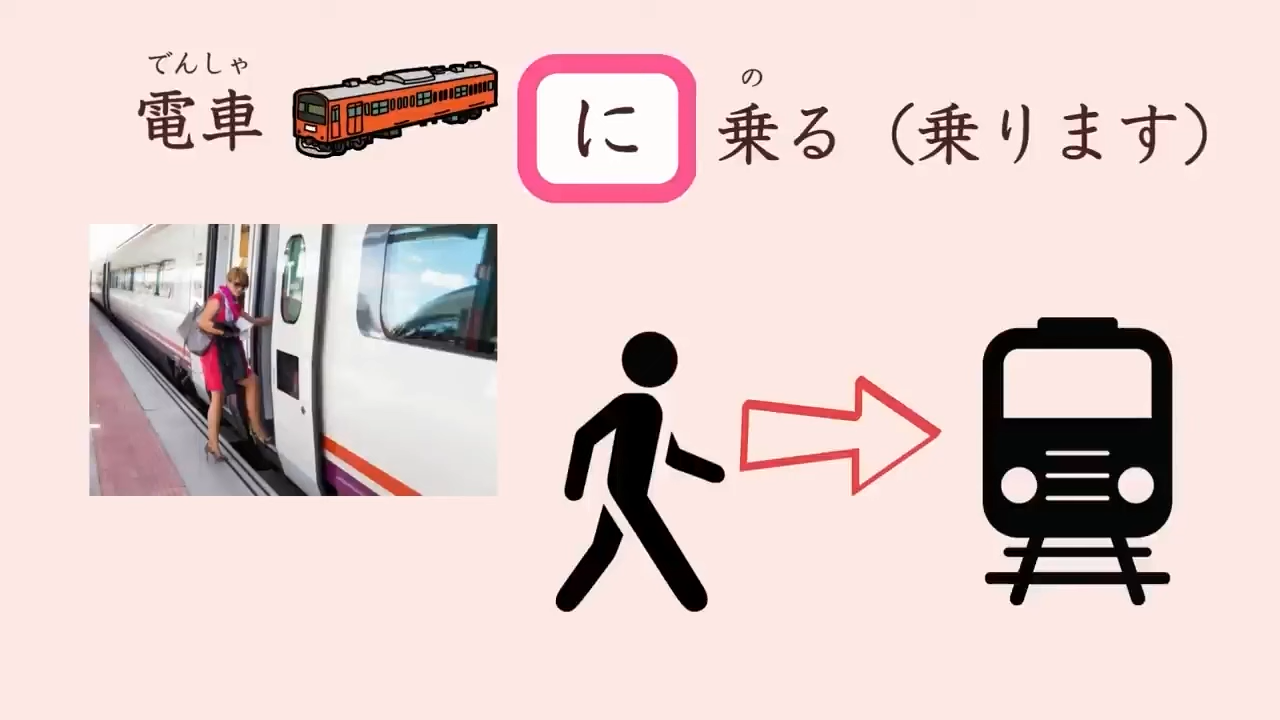 でんしゃ の
電車 に 乗る（乗ります）